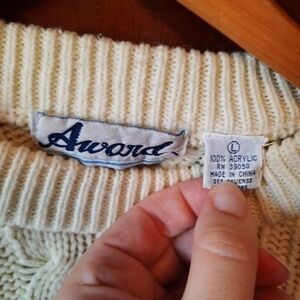 Award
L
100% ACRYLIC
RN 39050
MADE IN CHINA
SEE REVERSE